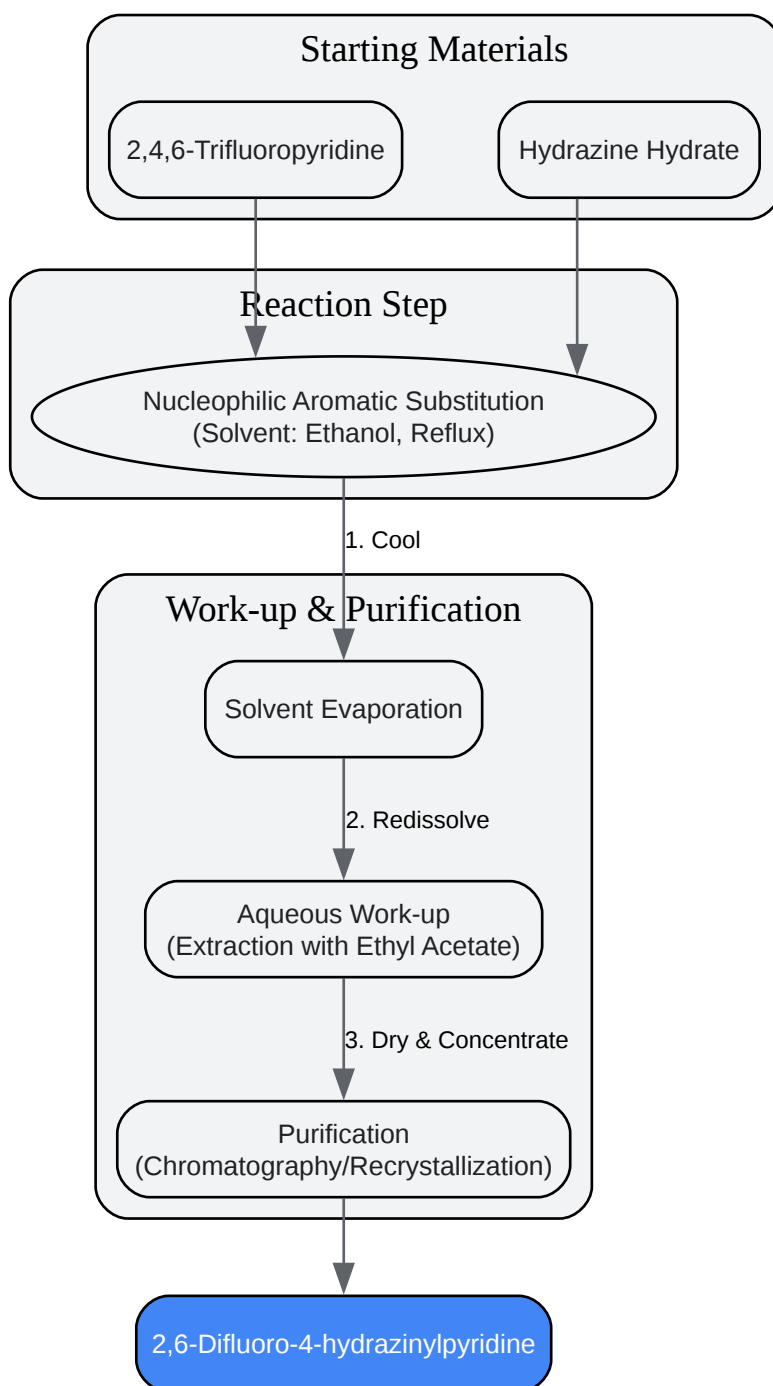 Starting Materials
2,4,6-Trifluoropyridine
Hydrazine Hydrate
Reaction Step
Nucleophilic Aromatic Substitution
(Solvent: Ethanol, Reflux)
1. Cool
Work-up & Purification
Solvent Evaporation
2. Redissolve
Aqueous Work-up
(Extraction with Ethyl Acetate)
3. Dry & Concentrate
Purification
(Chromatography/Recrystallization)
2,6-Difluoro-4-hydrazinylpyridine